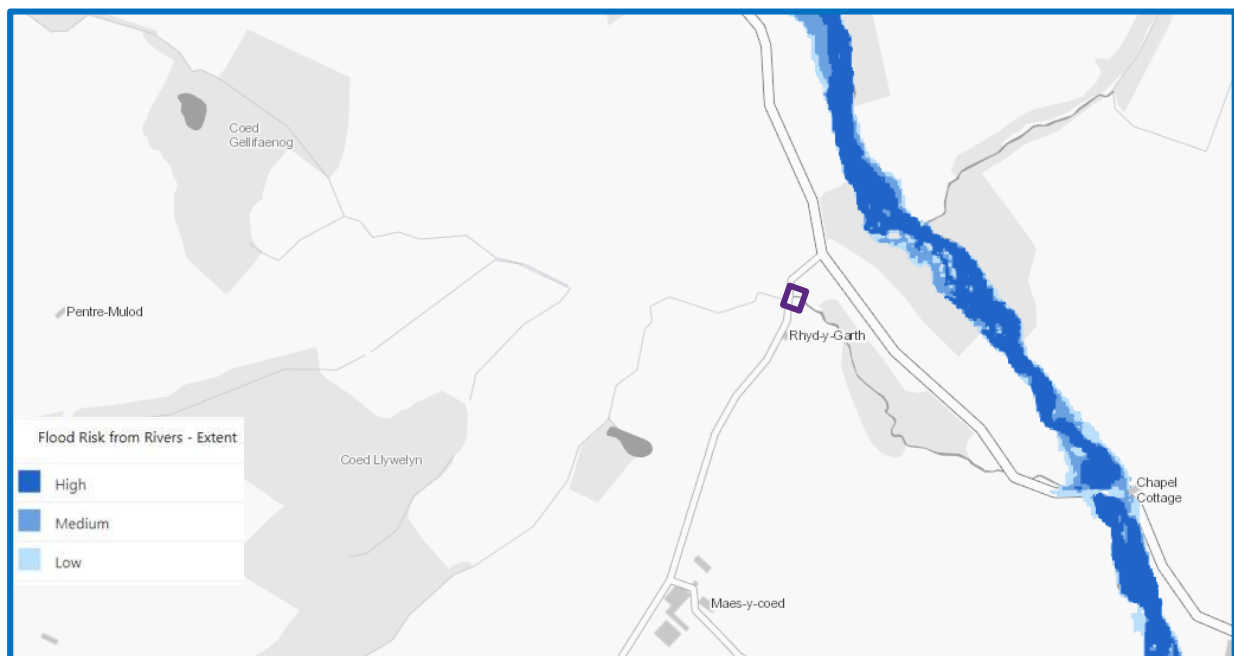 Coed
Gellifaenog
Pentre-Mulod
Rhyd-y-Garth
Flood Risk from Rivers - Extent
High
Medium
Low
Coed Llywelyn
Chapel
Cottage
Maes-y-coed